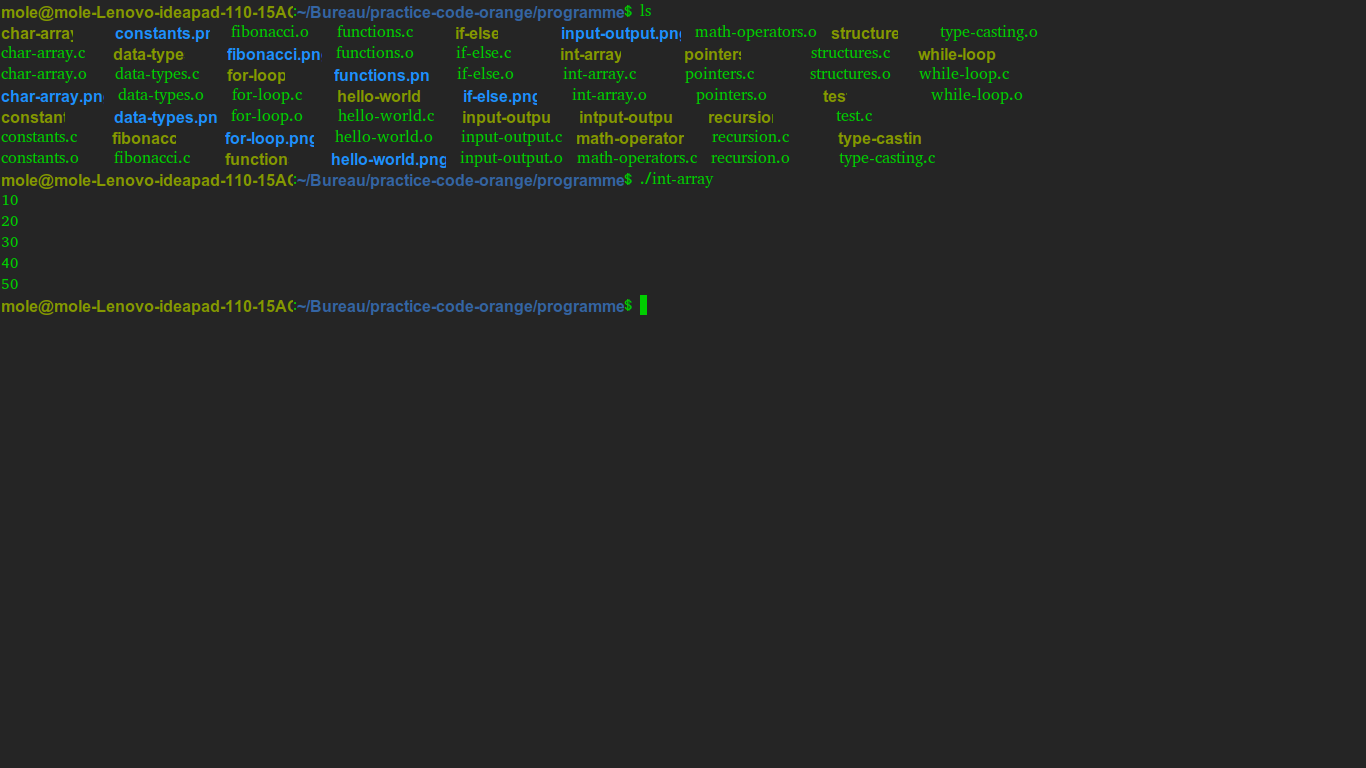 mole@mole-Lenovo-ideapad-110-15AC:~/Bureau/practice-code-orange/programme$ ls
char-array constants.pn fibonacci.o functions.c if-else input-output.png math-operators.o structure type-casting.o
char-array.c data-type fibonacci.png functions.o if-else.c int-array pointers structures.c while-loop
char-array.o data-types.c for-loop functions.pn if-else.o int-array.c pointers.c structures.o while-loop.c
char-array.pn data-types.o for-loop.c hello-world if-else.png int-array.o pointers.o tes while-loop.o
constant data-types.pn for-loop.o hello-world.c input-outpu intput-outpu recursion test.c
constants.c fibonacc for-loop.png hello-world.o input-output.c math-operator recursion.c type-castin
constants.o fibonacci.c function hello-world.png input-output.o math-operators.c recursion.o type-casting.c
mole@mole-Lenovo-ideapad-110-15AC:~/Bureau/practice-code-orange/programme$ ./int-array
10
20
30
40
50
mole@mole-Lenovo-ideapad-110-15AC:~/Bureau/practice-code-orange/programme$